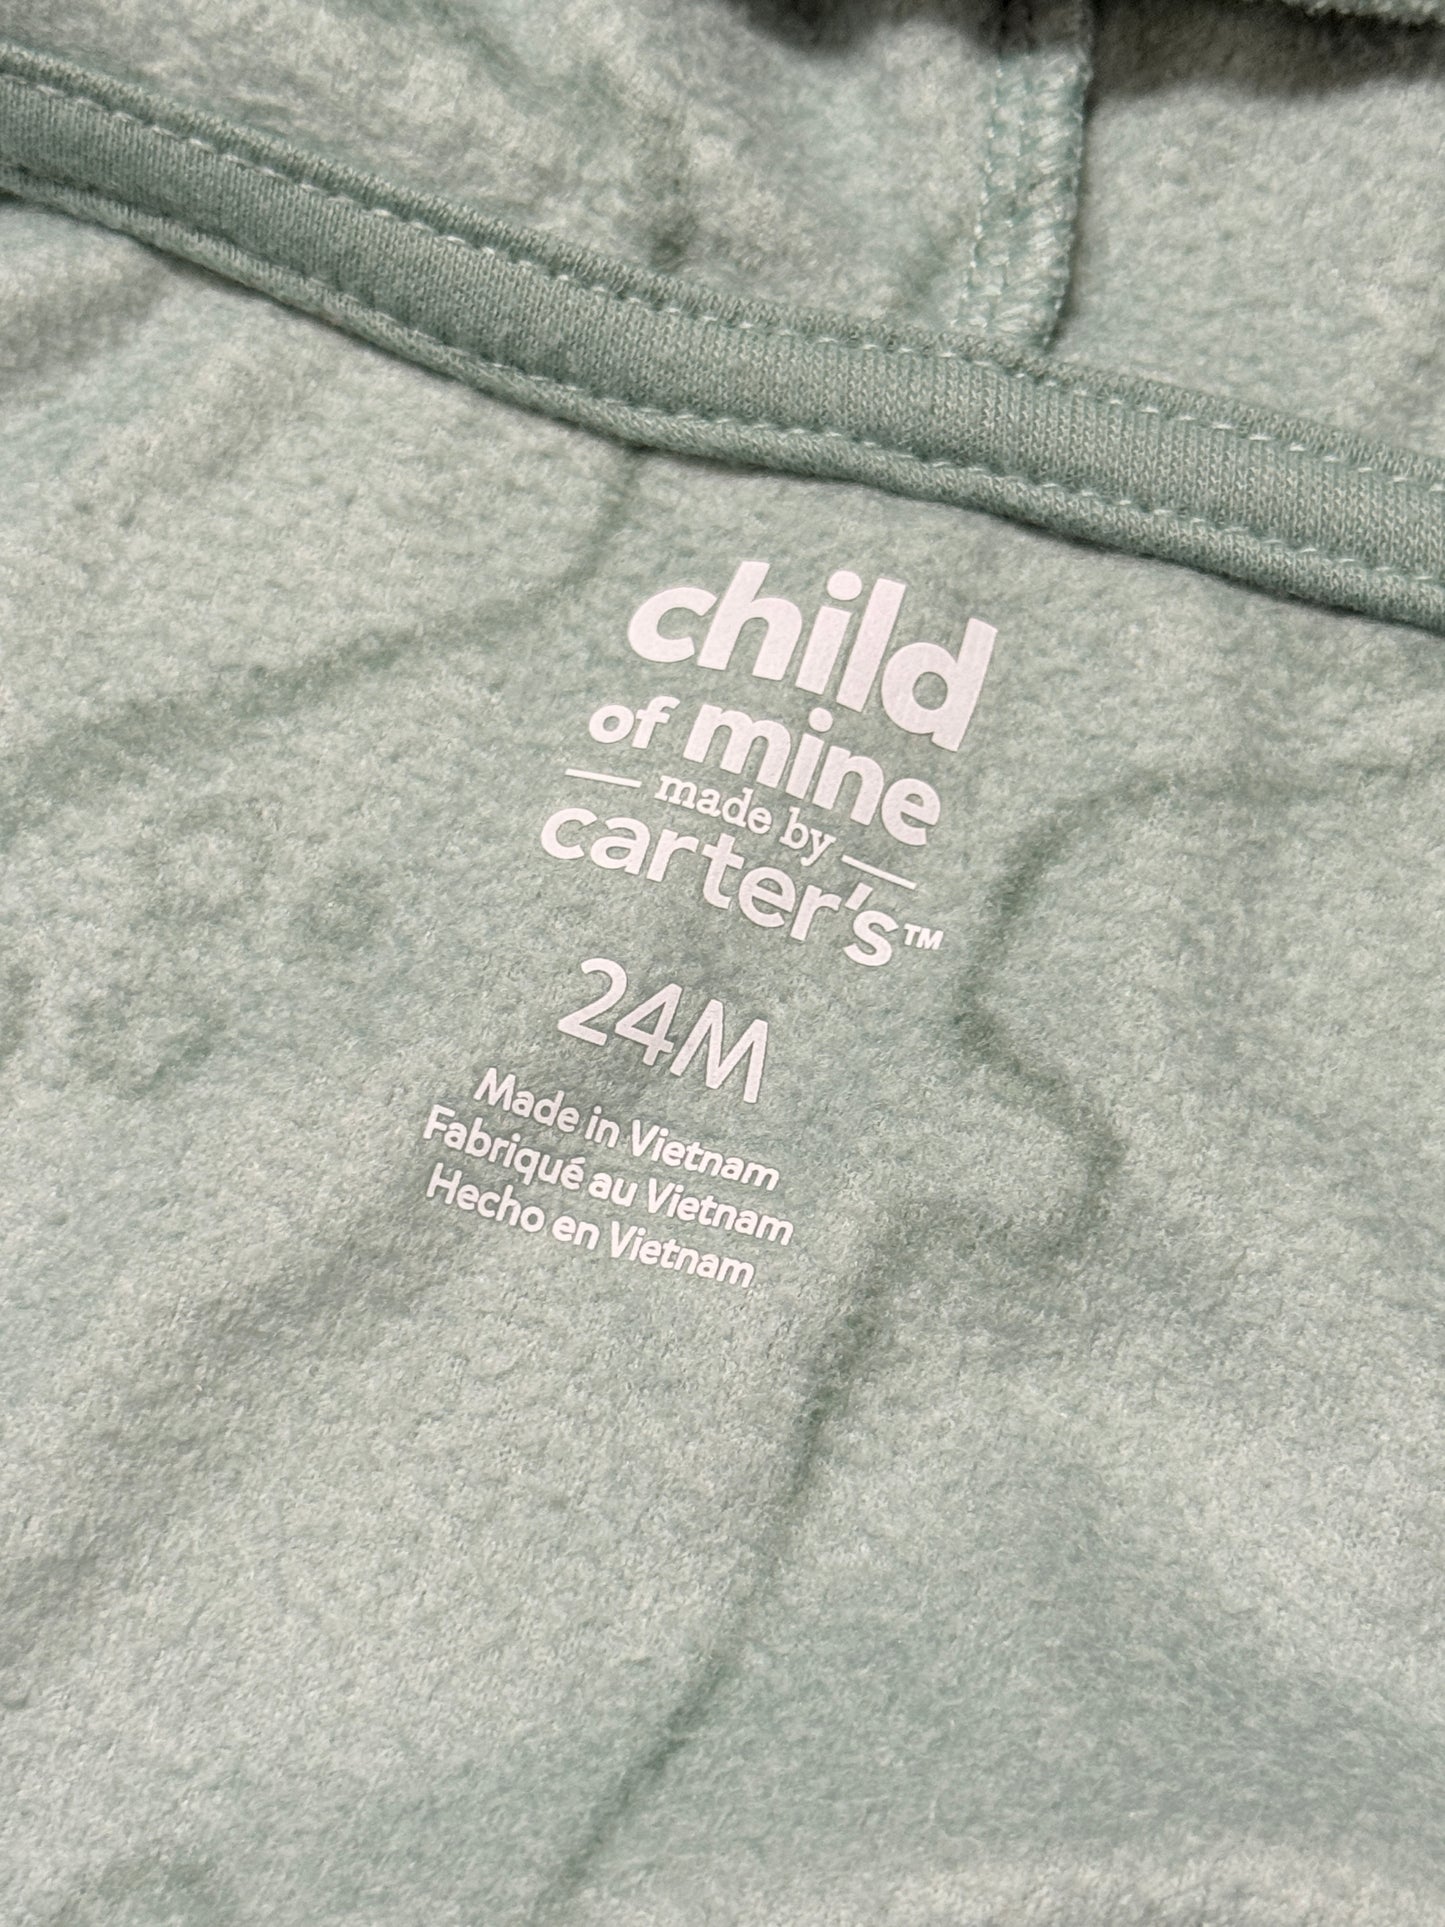 child
of mine
made by
carter's™
24M
Made in Vietnam
Fabriqué au Vietnam
Hecho en Vietnam